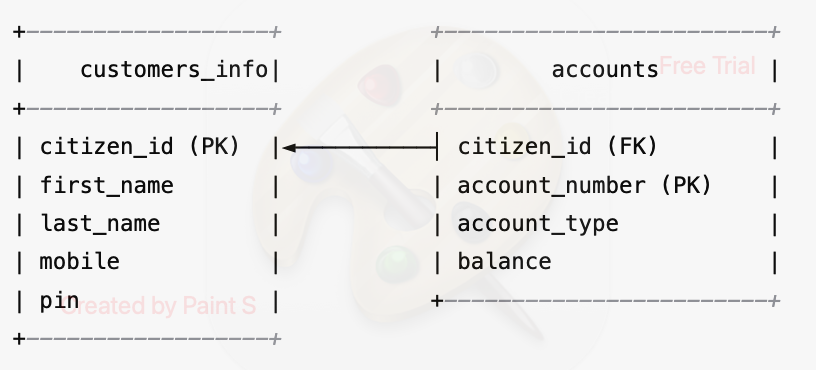 customers_info
citizen_id (PK)
first_name
last_name
mobile
pin
accounts
citizen_id (FK)
account_number (PK)
account_type
balance
Free Trial
Created by Paint S